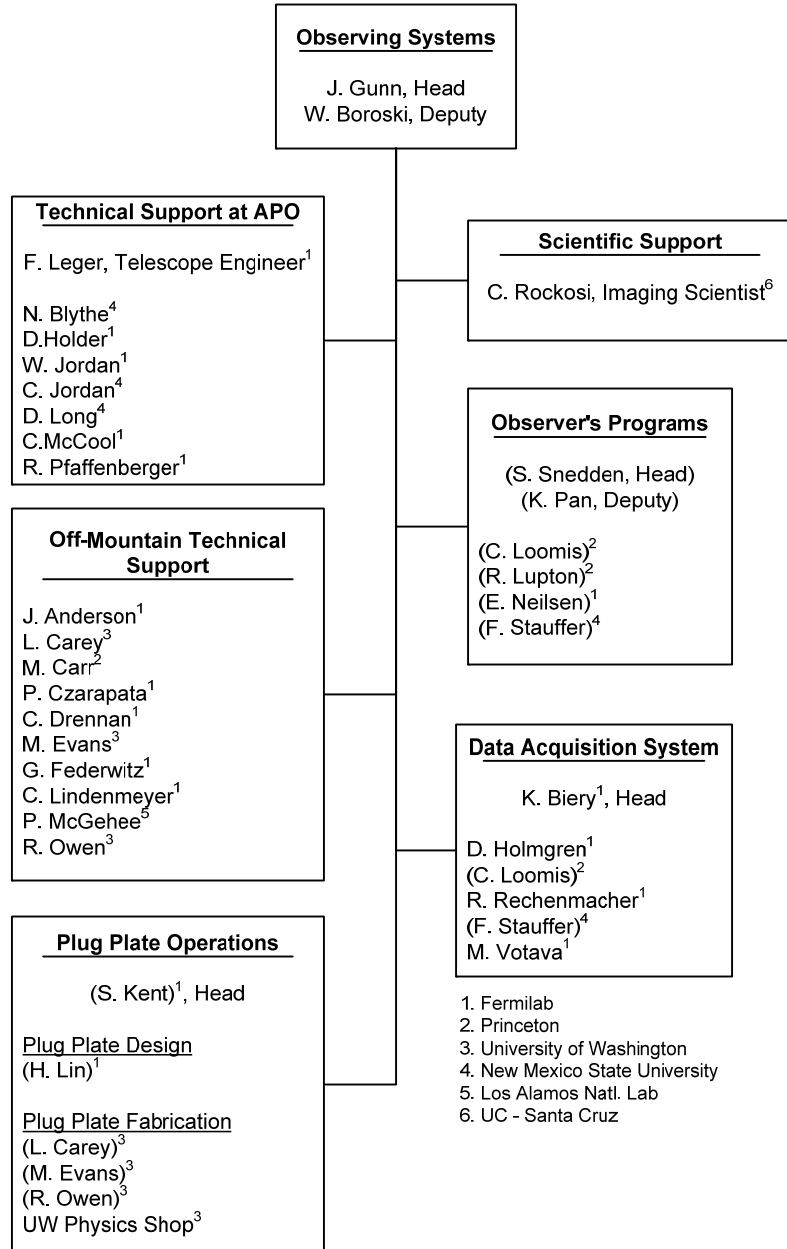 Observing Systems
J. Gunn, Head
W. Boroski, Deputy
Technical Support at APO
F. Leger, Telescope Engineer¹
N. Blythe⁴
D.Holder¹
W. Jordan¹
C. Jordan⁴
D. Long⁴
C.McCool¹
R. Pfaffenberger¹
Scientific Support
C. Rockosi, Imaging Scientist⁶
Observer's Programs
(S. Snedden, Head)
(K. Pan, Deputy)
(C. Loomis)²
(R. Lupton)²
(E. Neilsen)¹
(F. Stauffer)⁴
Off-Mountain Technical
Support
J. Anderson¹
L. Carey³
M. Carr²
P. Czarapata¹
C. Drennan¹
M. Evans³
G. Federwitz¹
C. Lindenmeyer¹
P. McGehee⁵
R. Owen³
Data Acquisition System
K. Biery¹, Head
D. Holmgren¹
(C. Loomis)²
R. Rechenmacher¹
(F. Stauffer)⁴
M. Votava¹
Plug Plate Operations
(S. Kent)¹, Head
Plug Plate Design
(H. Lin)¹
Plug Plate Fabrication
(L. Carey)³
(M. Evans)³
(R. Owen)³
UW Physics Shop³
1. Fermilab
2. Princeton
3. University of Washington
4. New Mexico State University
5. Los Alamos Natl. Lab
6. UC - Santa Cruz